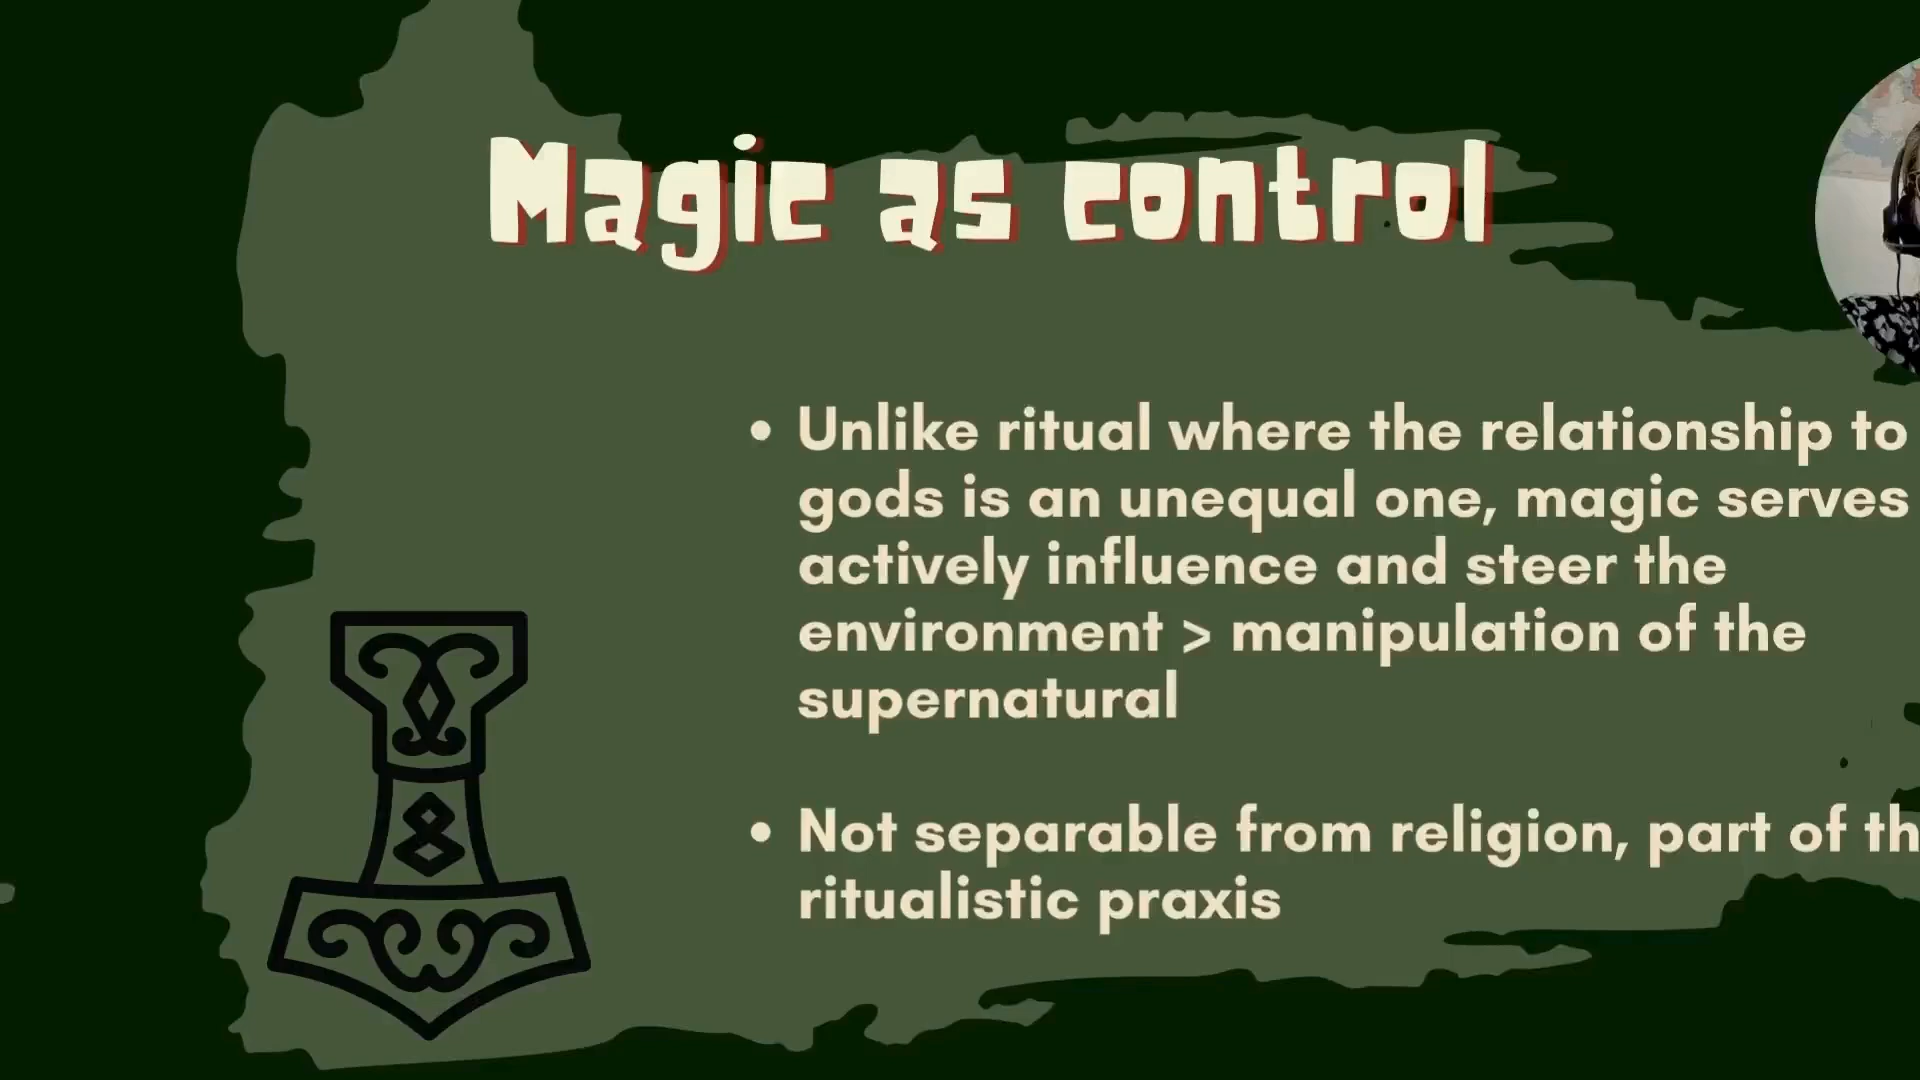 Magic as control
• Unlike ritual where the relationship to
gods is an unequal one, magic serves
actively influence and steer the
environment > manipulation of the
supernatural
• Not separable from religion, part of th
ritualistic praxis